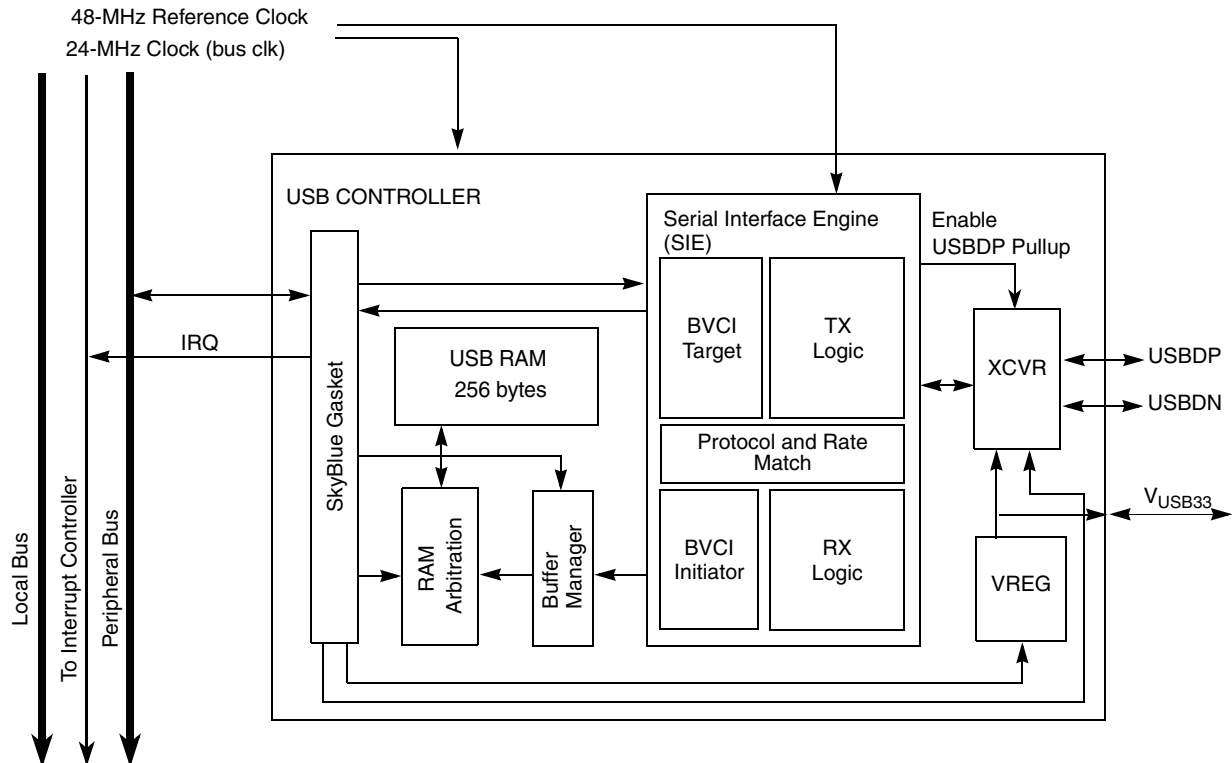 48-MHz Reference Clock
24-MHz Clock (bus clk)
USB CONTROLLER
Serial Interface Engine
(SIE)
Enable
USBDP Pullup
BVCI
Target
TX
Logic
XCVR
USBDP
USBDN
IRQ
USB RAM
256 bytes
SkyBlue Gasket
Protocol and Rate
Match
RAM
Arbitration
Buffer
Manager
BVCI
Initiator
RX
Logic
VREG
VUSB33
Local Bus
To Interrupt Controller
Peripheral Bus